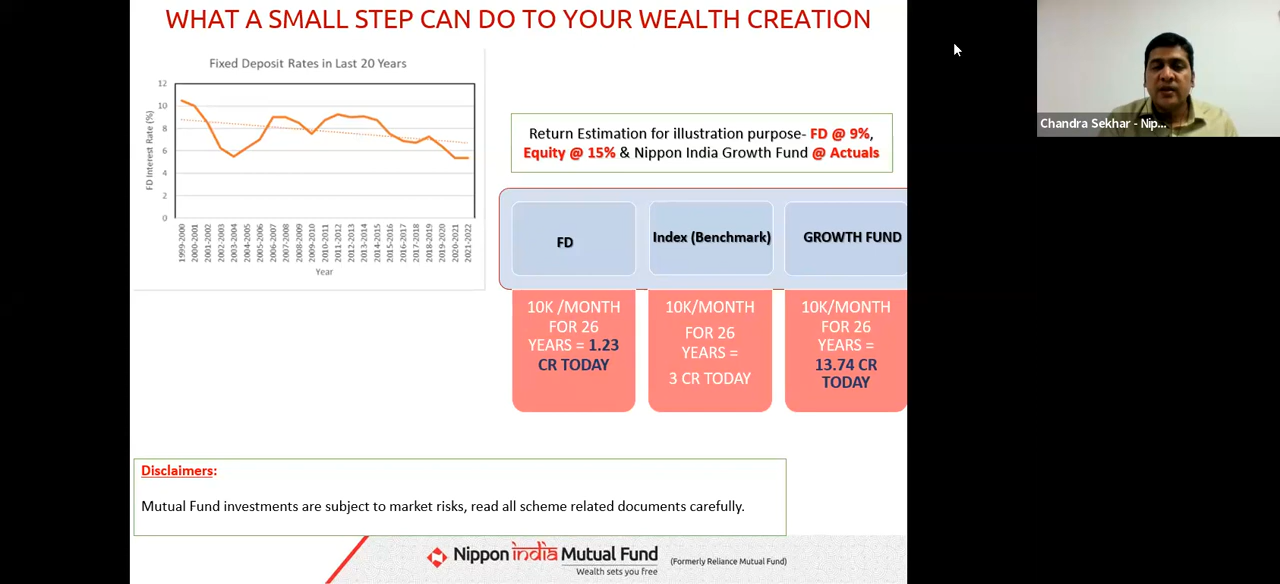 WHAT A SMALL STEP CAN DO TO YOUR WEALTH CREATION
Fixed Deposit Rates in Last 20 Years
FD Interest Rate (%)
12
10
8
6
4
2
0
1999-2000
2000-2001
2001-2002
2002-2003
2003-2004
2004-2005
2005-2006
2006-2007
2007-2008
2008-2009
2009-2010
2010-2011
2011-2012
2012-2013
2013-2014
2014-2015
2015-2016
2016-2017
2017-2018
2018-2019
2019-2020
2020-2021
2021-2022
Year
Return Estimation for illustration purpose- FD @ 9%,
Equity @ 15% & Nippon India Growth Fund @ Actuals
FD
Index (Benchmark)
GROWTH FUND
10K /MONTH
FOR 26
YEARS = 1.23
CR TODAY
10K/MONTH
FOR 26
YEARS =
3 CR TODAY
10K/MONTH
FOR 26
YEARS =
13.74 CR
TODAY
Chandra Sekhar - Nip...
Disclaimers:
Mutual Fund investments are subject to market risks, read all scheme related documents carefully.
Nippon india Mutual Fund (Formerly Reliance Mutual Fund)
Wealth sets you free